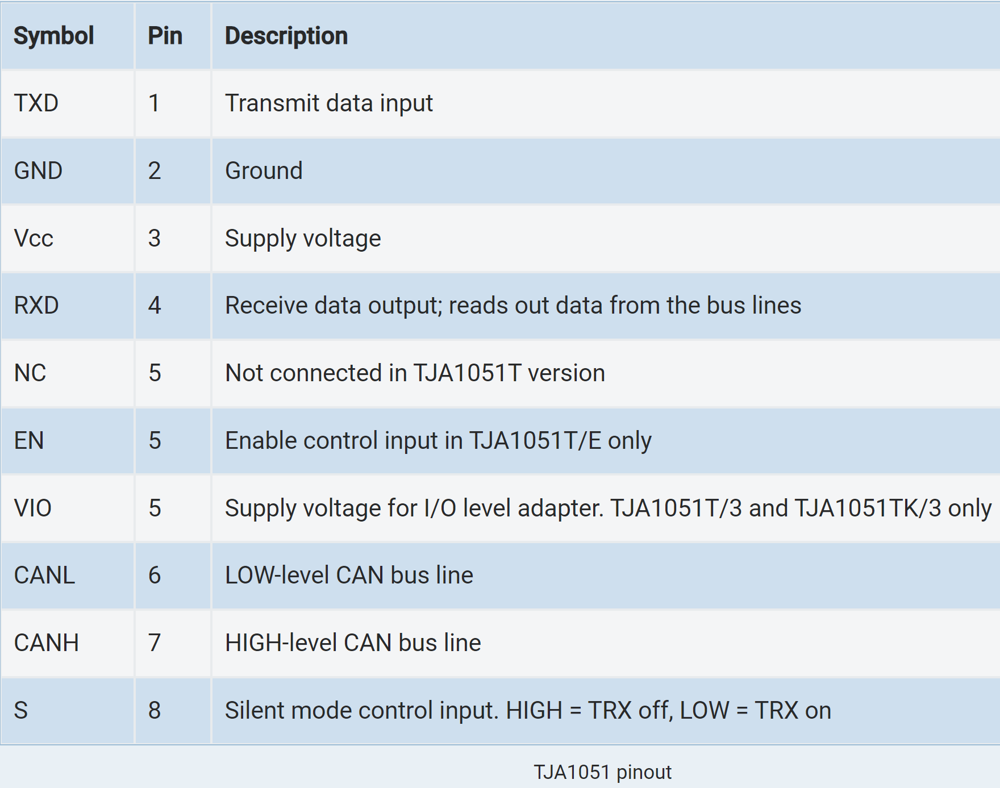 Symbol Pin Description
TXD 1 Transmit data input
GND 2 Ground
Vcc 3 Supply voltage
RXD 4 Receive data output; reads out data from the bus lines
NC 5 Not connected in TJA1051T version
EN 5 Enable control input in TJA1051T/E only
VIO 5 Supply voltage for I/O level adapter. TJA1051T/3 and TJA1051TK/3 only
CANL 6 LOW-level CAN bus line
CANH 7 HIGH-level CAN bus line
S 8 Silent mode control input. HIGH = TRX off, LOW = TRX on
TJA1051 pinout